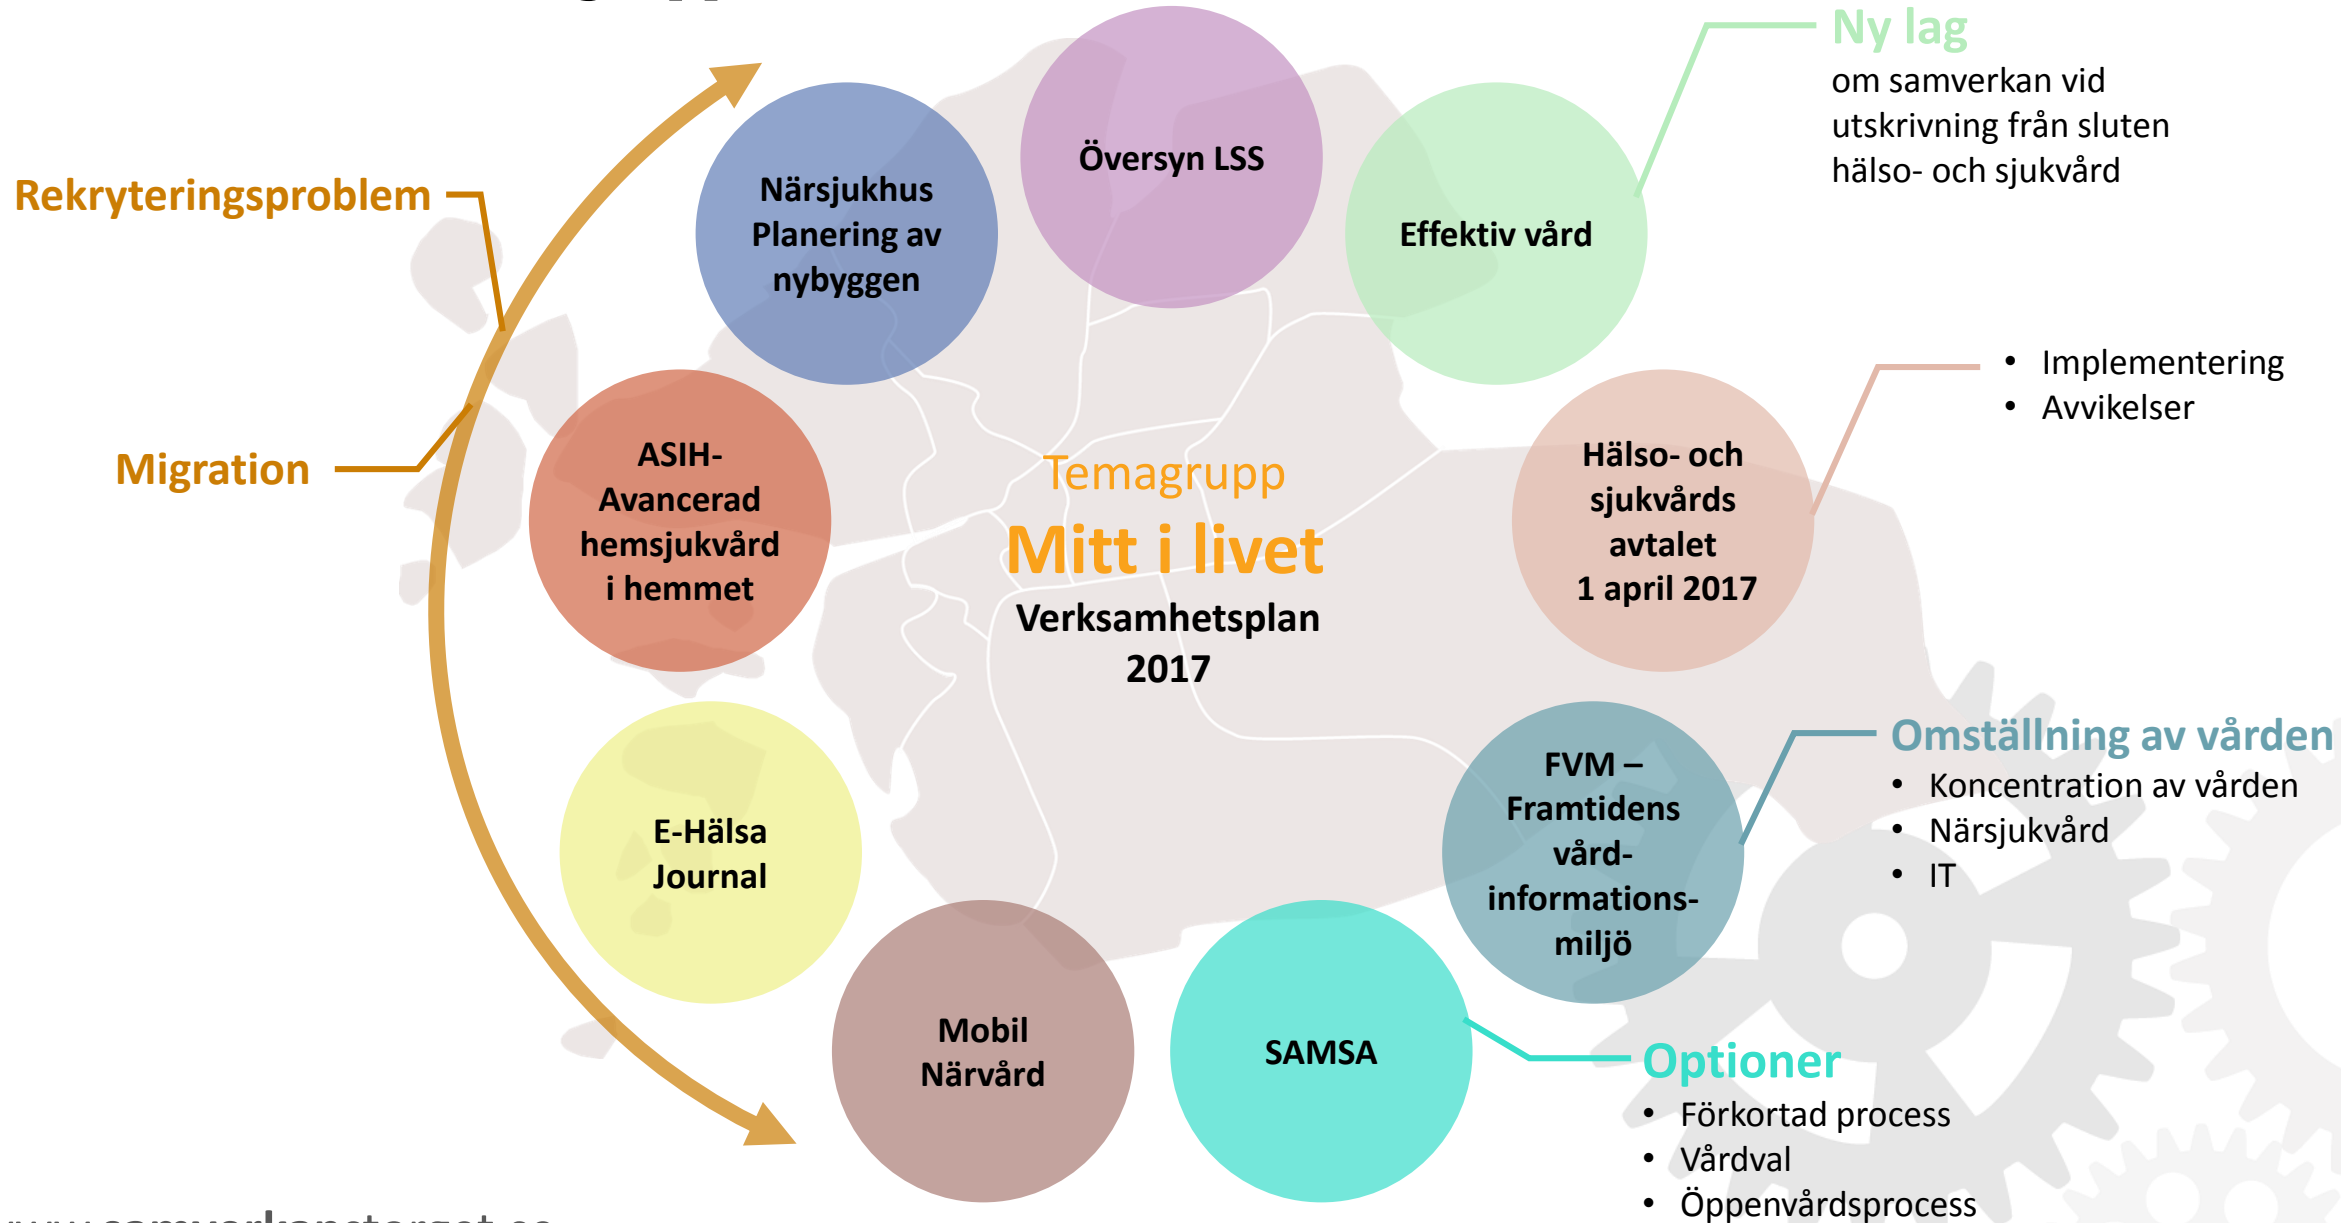 Temagrupp
Mitt i livet
Verksamhetsplan
2017
Översyn LSS
Effektiv vård
Ny lag
om samverkan vid
utskrivning från sluten
hälso- och sjukvård
Hälso- och
sjukvårds
avtalet
1 april 2017
• Implementering
• Avvikelser
FVM –
Framtidens
vård-
informations-
miljö
Omställning av vården
• Koncentration av vården
• Närsjukvård
• IT
SAMSA
Optioner
• Förkortad process
• Vårdval
• Öppenvårdsprocess
Mobil
Närvård
E-Hälsa
Journal
ASIH-
Avancerad
hemsjukvård
i hemmet
Närsjukhus
Planering av
nybyggen
Rekryteringsproblem
Migration